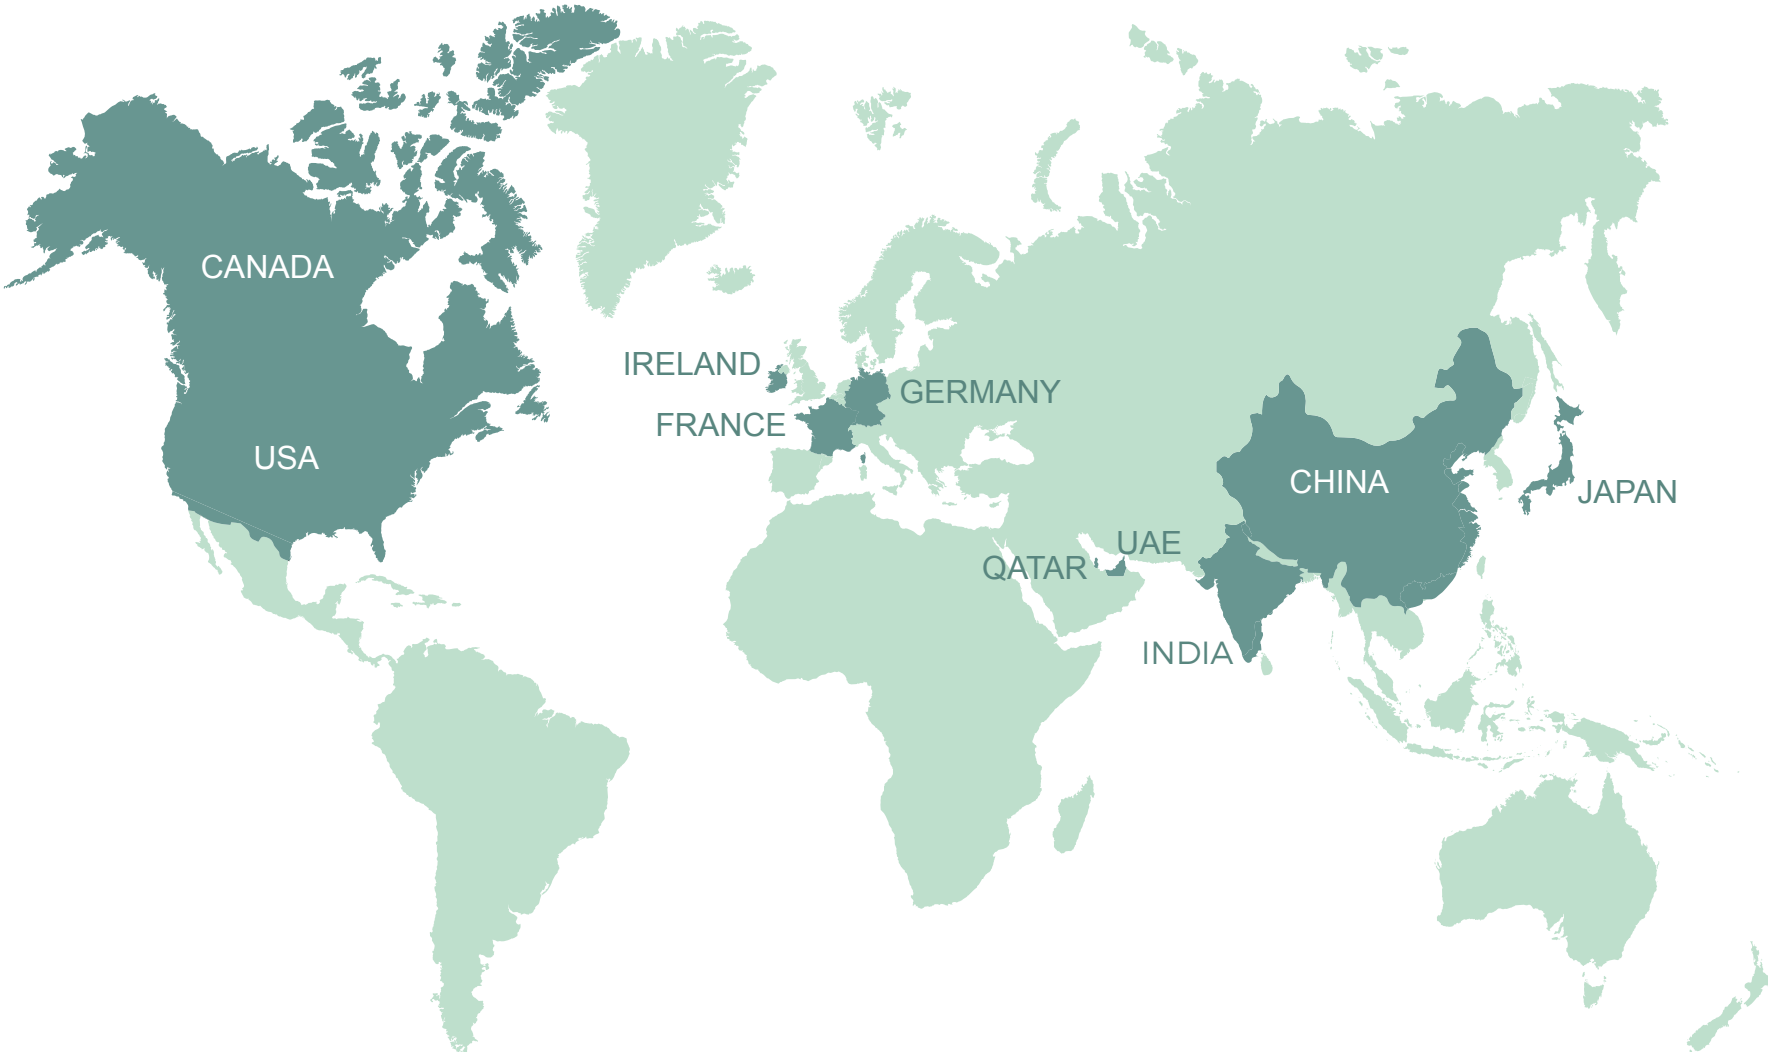 CANADA
IRELAND
GERMANY
FRANCE
USA
CHINA
JAPAN
UAE
QATAR
INDIA